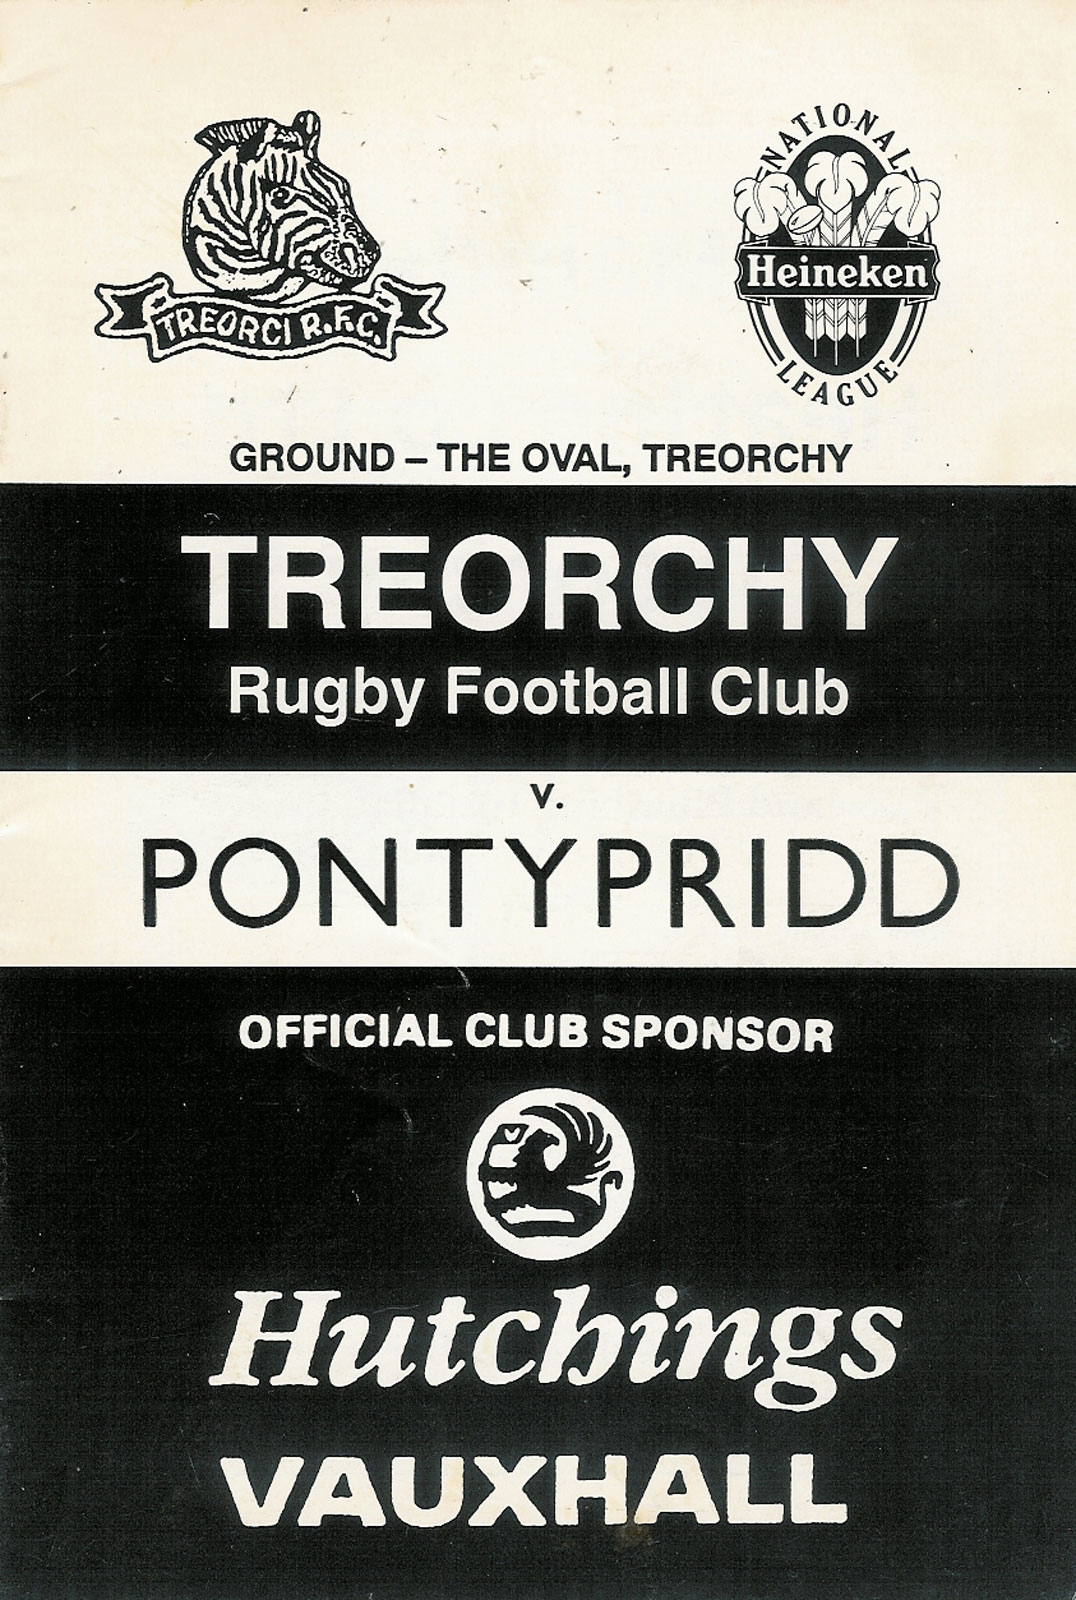 TREORCI R.F.C.
NATIONAL
Heineken
LEAGUE
GROUND – THE OVAL, TREORCHY
TREORCHY
Rugby Football Club
v.
PONTYPRIDD
OFFICIAL CLUB SPONSOR
V
Hutchings
VAUXHALL